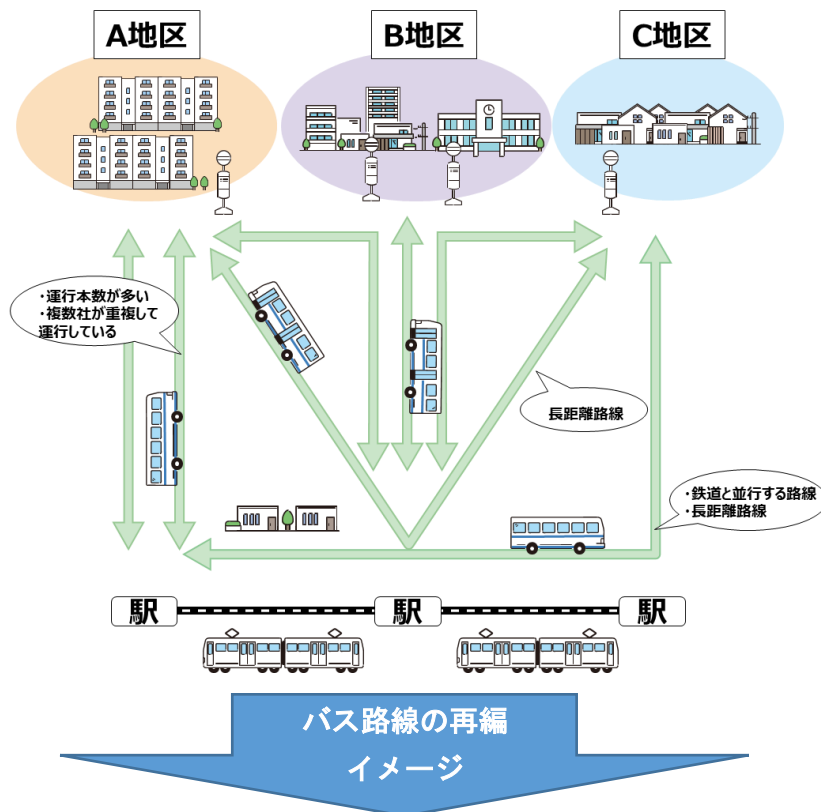 A地区
B地区
C地区
・運行本数が多い
・複数社が重複して
運行している
長距離路線
・鉄道と並行する路線
・長距離路線
駅
駅
駅
バス路線の再編
イメージ